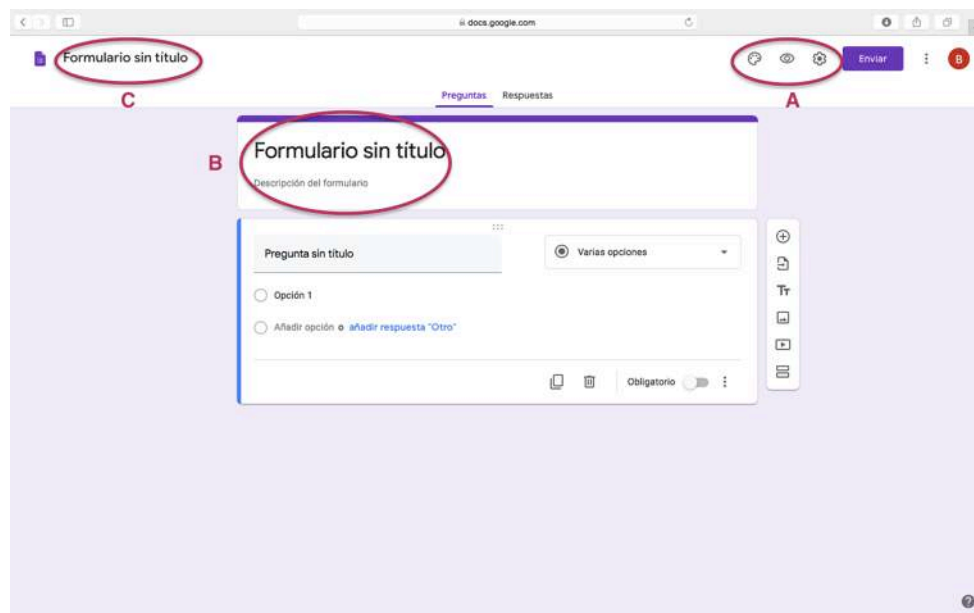 docs.google.com
Formulario sin título
Enviar
B
C
A
Preguntas Respuestas
B
Formulario sin título
Descripción del formulario
Pregunta sin título
Varias opciones
Opción 1
Añadir opción o añadir respuesta "Otro"
Obligatorio
Tт
?